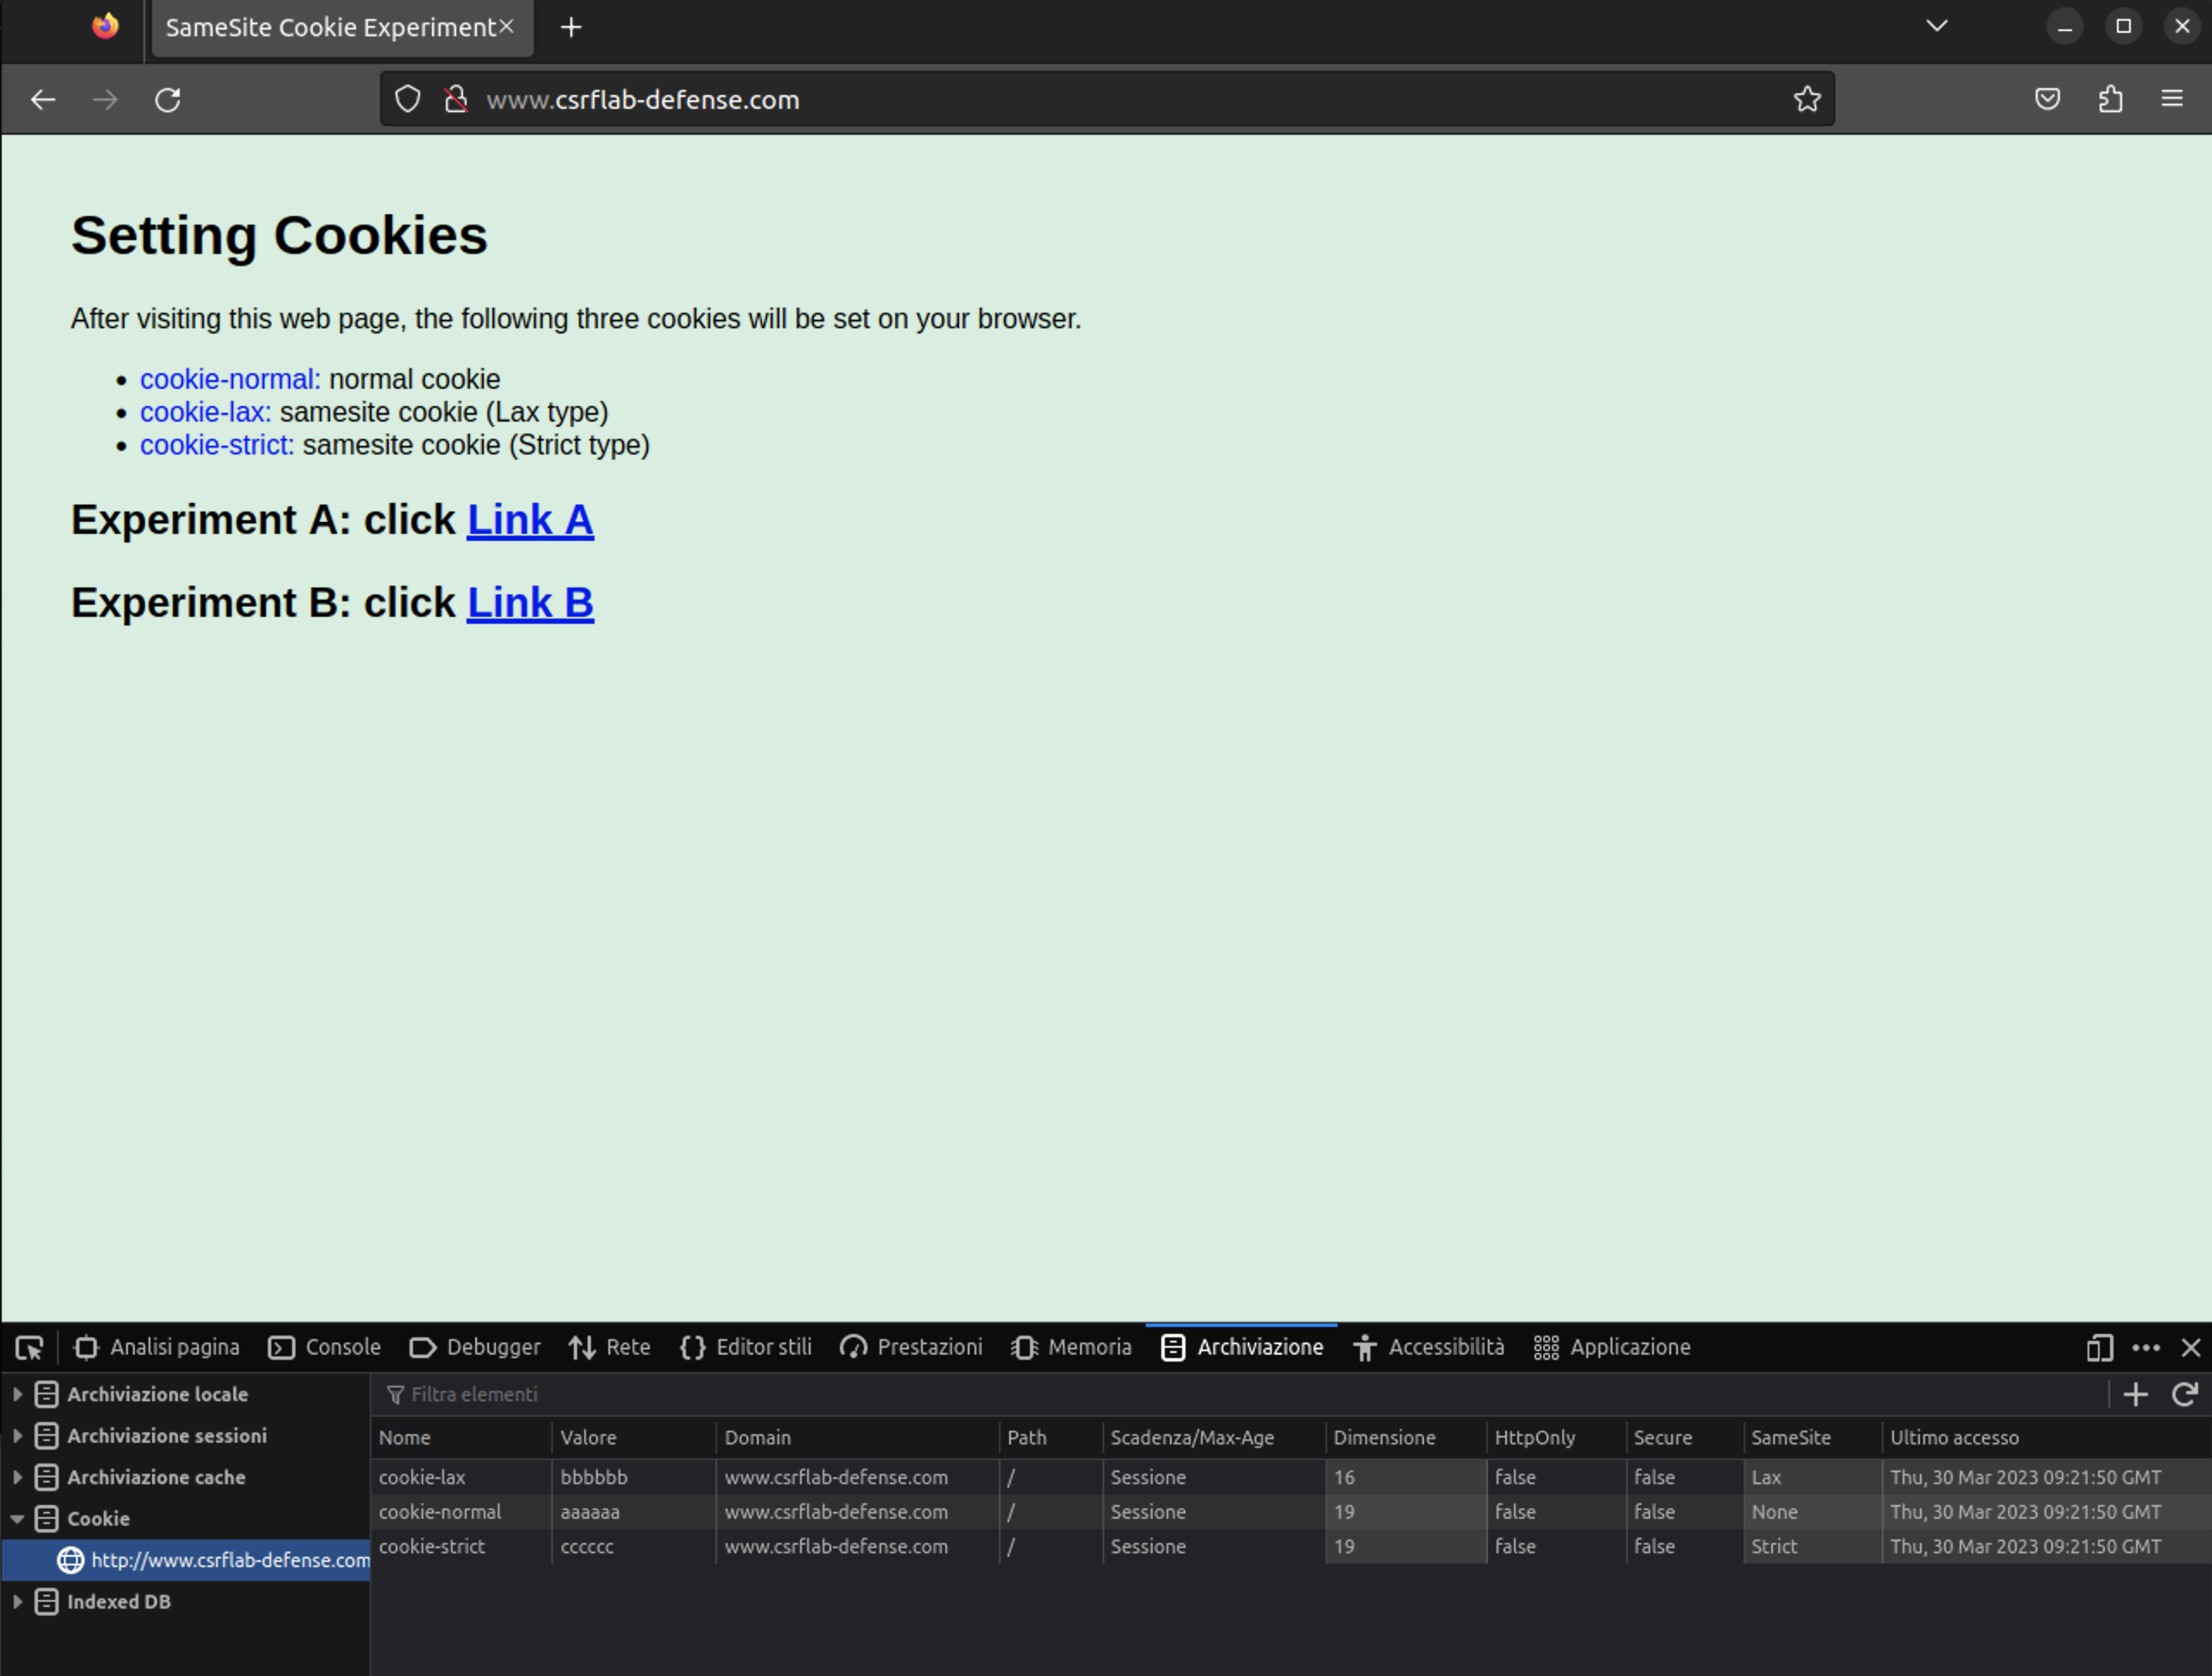 SameSite Cookie Experiment
www.csrflab-defense.com
Setting Cookies
After visiting this web page, the following three cookies will be set on your browser.
cookie-normal: normal cookie
cookie-lax: samesite cookie (Lax type)
cookie-strict: samesite cookie (Strict type)
Experiment A: click Link A
Experiment B: click Link B
Analisi pagina Console Debugger Rete Editor stili Prestazioni Memoria Archiviazione Accessibilità Applicazione
Archiviazione locale
Archiviazione sessioni
Archiviazione cache
Cookie
http://www.csrflab-defense.com
Indexed DB
Filtra elementi
Nome Valore Domain Path Scadenza/Max-Age Dimensione HttpOnly Secure SameSite Ultimo accesso
cookie-lax bbbbbb www.csrflab-defense.com / Sessione 16 false false Lax Thu, 30 Mar 2023 09:21:50 GMT
cookie-normal aaaaaa www.csrflab-defense.com / Sessione 19 false false None Thu, 30 Mar 2023 09:21:50 GMT
cookie-strict cccccc www.csrflab-defense.com / Sessione 19 false false Strict Thu, 30 Mar 2023 09:21:50 GMT